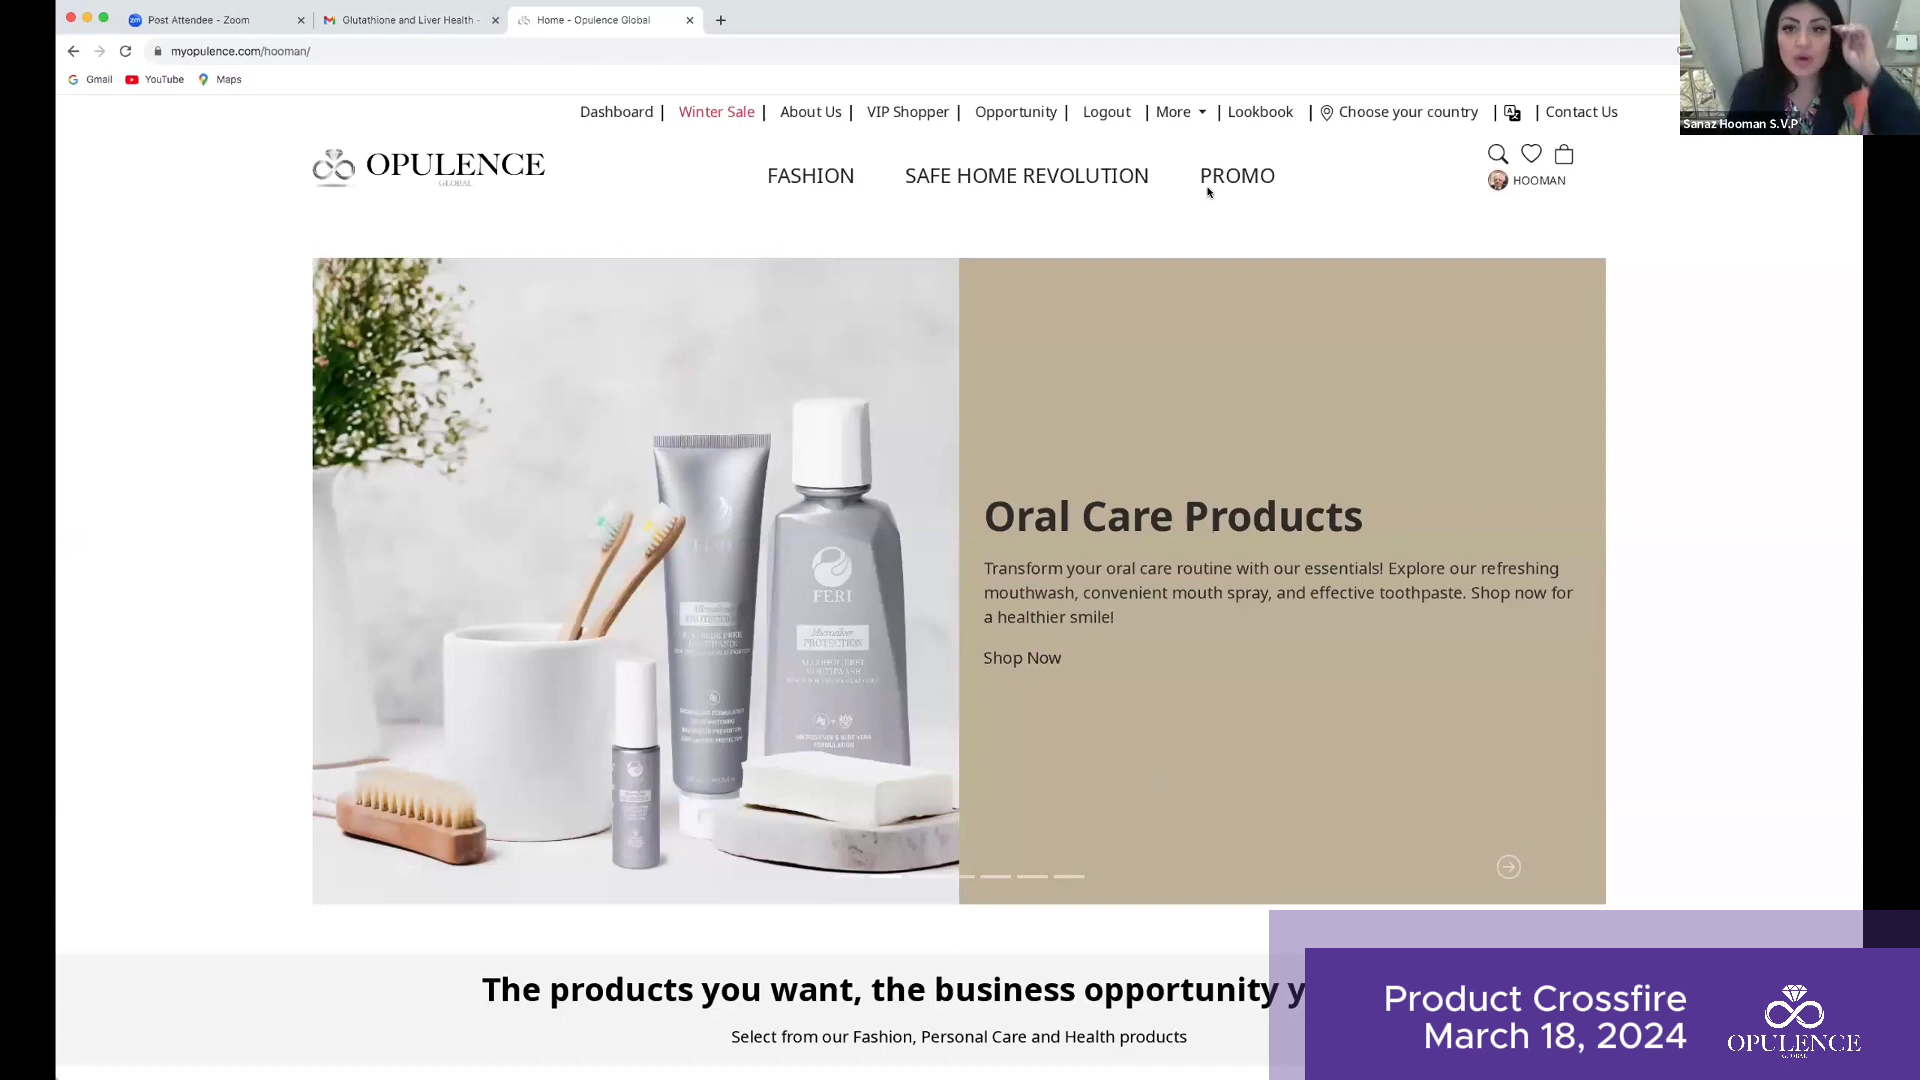 Post Attendee - Zoom
Glutathione and Liver Health -
Home - Opulence Global
myopulence.com/hooman/
Gmail YouTube Maps
Dashboard | Winter Sale | About Us | VIP Shopper | Opportunity | Logout | More | Lookbook | Choose your country | | Contact Us
Sanaz Hooman S.V.P
OPULENCE
GLOBAL
FASHION SAFE HOME REVOLUTION PROMO
HOOMAN
FERI
Microsilver
PROTECTION
Oral Care Products
Transform your oral care routine with our essentials! Explore our refreshing
mouthwash, convenient mouth spray, and effective toothpaste. Shop now for
a healthier smile!
Shop Now
The products you want, the business opportunity y
Select from our Fashion, Personal Care and Health products
Product Crossfire
March 18, 2024
OPULENCE
GLOBAL